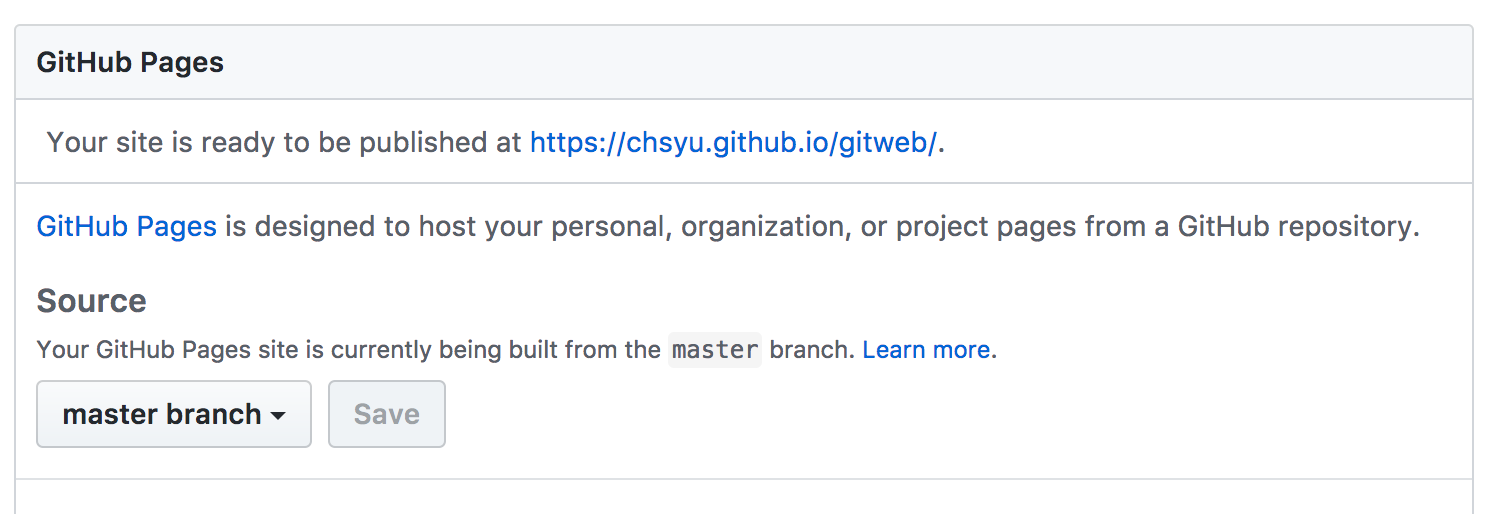 GitHub Pages
Your site is ready to be published at https://chsyu.github.io/gitweb/.
GitHub Pages is designed to host your personal, organization, or project pages from a GitHub repository.
Source
Your GitHub Pages site is currently being built from the master branch. Learn more.
master branch Save